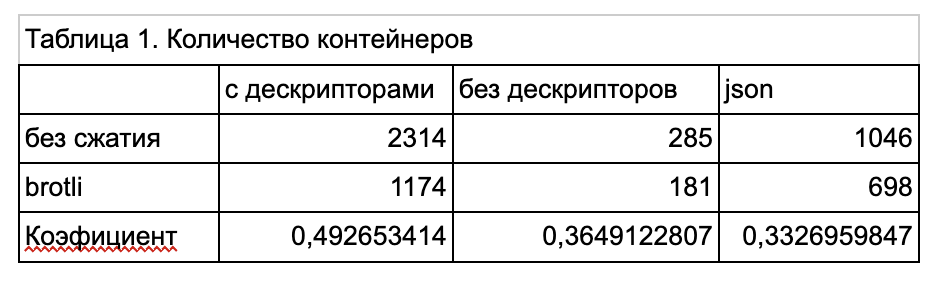 Таблица 1. Количество контейнеров
с дескрипторами без дескрипторов json
без сжатия 2314 285 1046
brotli 1174 181 698
Коэфициент 0,492653414 0,3649122807 0,3326959847